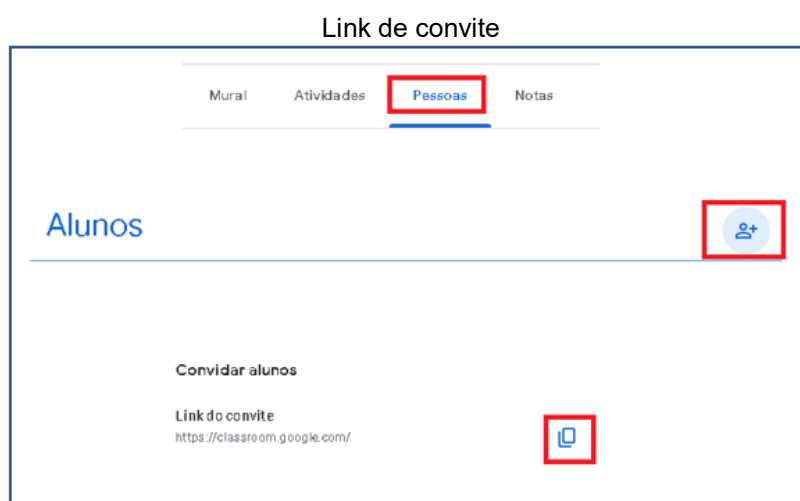 Link de convite
Mural Atividades Pessoas Notas
Alunos
Convidar alunos
Link do convite
https://classroom.google.com/